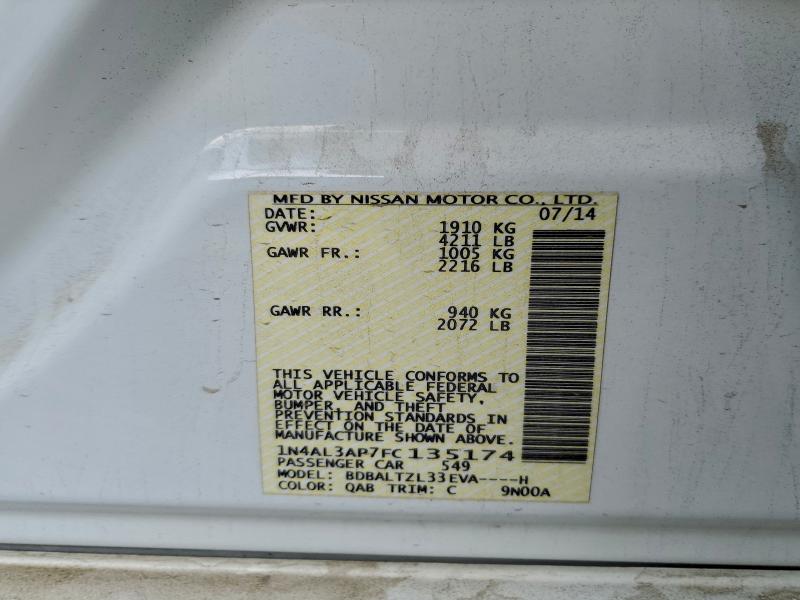 MFD BY NISSAN MOTOR CO., LTD.
DATE: 07/14
GVWR: 1910 KG
4211 LB
GAWR FR.: 1005 KG
2216 LB
GAWR RR.: 940 KG
2072 LB
THIS VEHICLE CONFORMS TO
ALL APPLICABLE FEDERAL
MOTOR VEHICLE SAFETY,
BUMPER, AND THEFT
PREVENTION STANDARDS IN
EFFECT ON THE DATE OF
MANUFACTURE SHOWN ABOVE.
1N4AL3AP7FC135174
PASSENGER CAR 549
MODEL: BDBALTZL33EVA----H
COLOR: QAB TRIM: C 9N00A